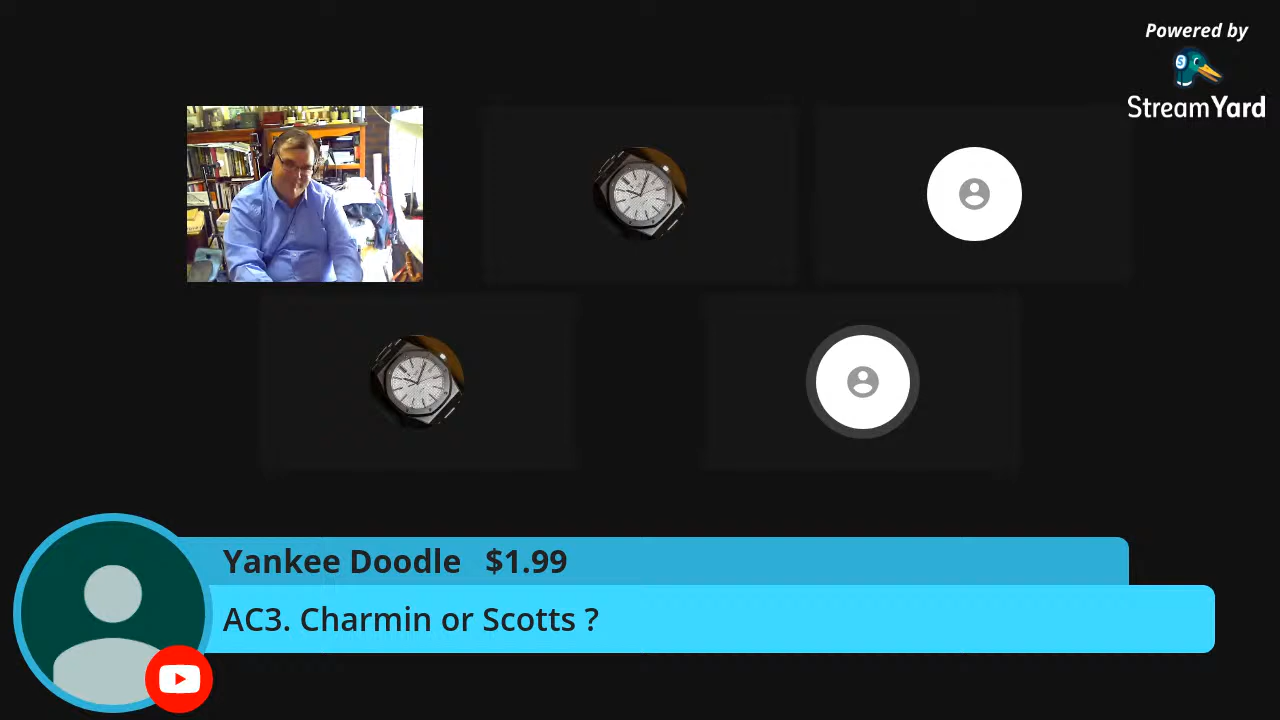 Powered by
StreamYard
Yankee Doodle $1.99
AC3. Charmin or Scotts ?